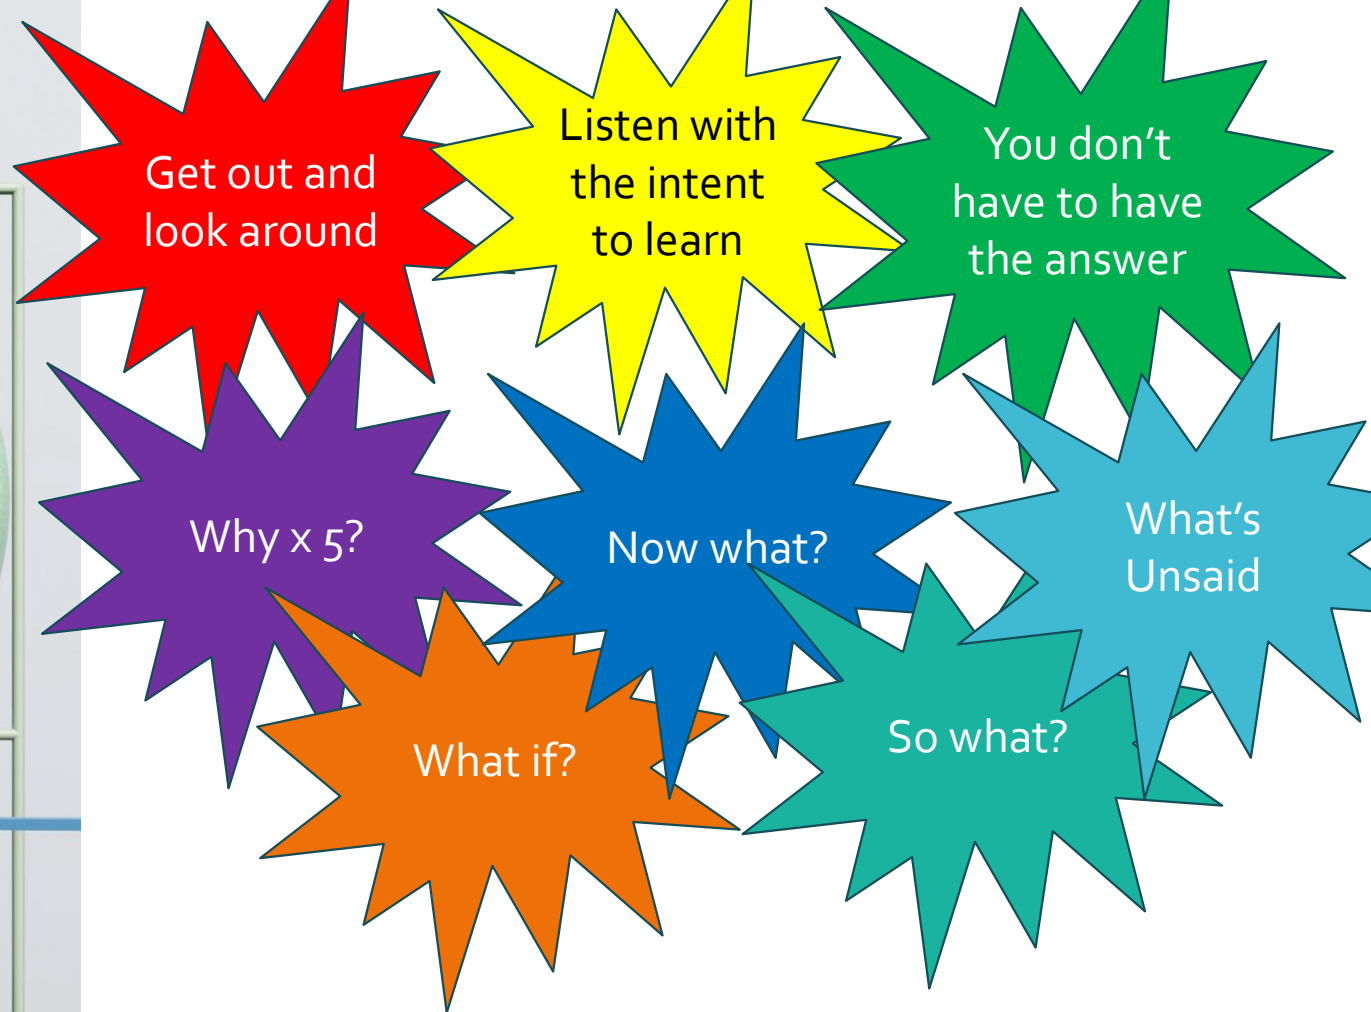 Get out and
look around
Listen with
the intent
to learn
You don't
have to have
the answer
Why x 5?
Now what?
What's
Unsaid
What if?
So what?